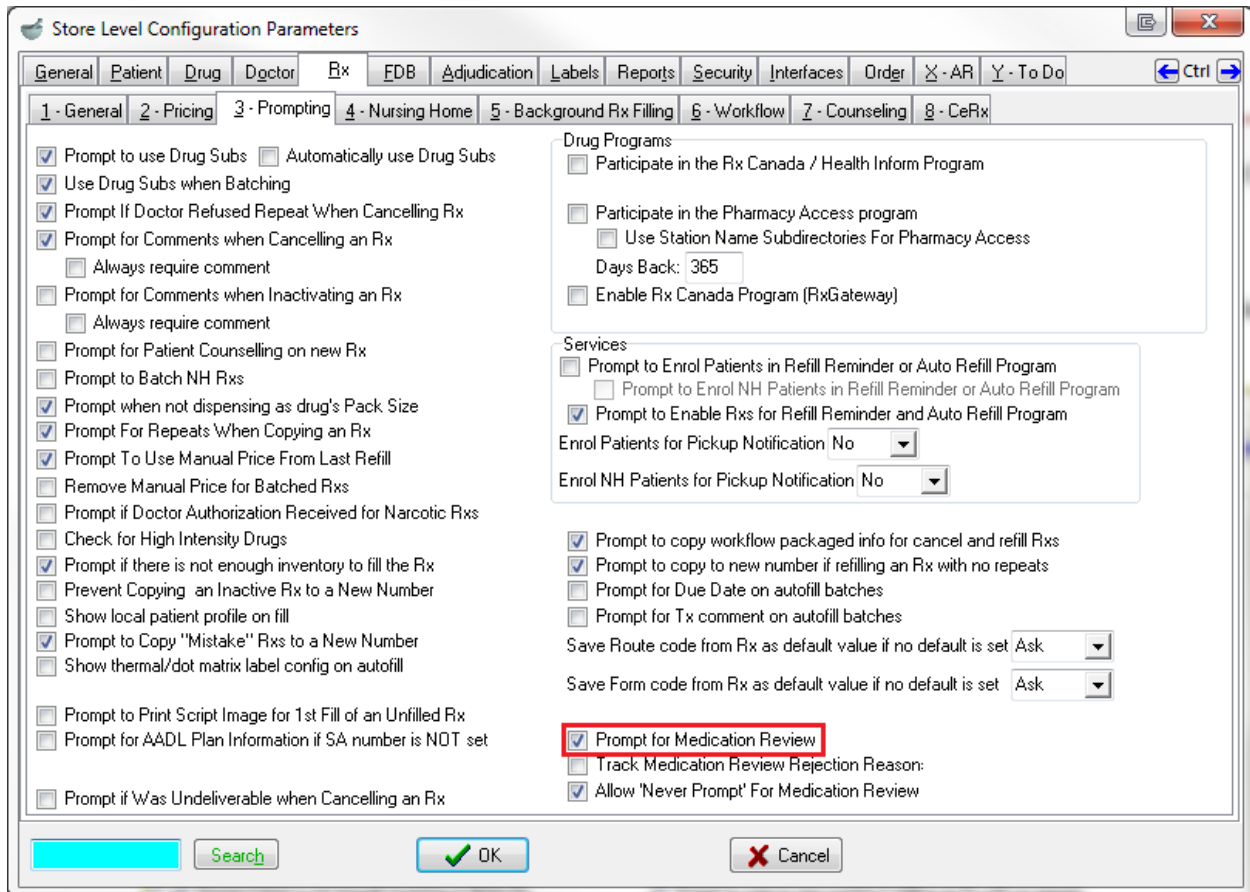 Store Level Configuration Parameters
General Patient Drug Doctor Rx FDB Adjudication Labels Reports Security Interfaces Order X - AR Y - To Do Ctrl
1 - General 2 - Pricing 3 - Prompting 4 - Nursing Home 5 - Background Rx Filling 6 - Workflow 7 - Counseling 8 - CeRx
Prompt to use Drug Subs Automatically use Drug Subs
Use Drug Subs when Batching
Prompt If Doctor Refused Repeat When Cancelling Rx
Prompt for Comments when Cancelling an Rx
Always require comment
Prompt for Comments when Inactivating an Rx
Always require comment
Prompt for Patient Counselling on new Rx
Prompt to Batch NH Rxs
Prompt when not dispensing as drug's Pack Size
Prompt For Repeats When Copying an Rx
Prompt To Use Manual Price From Last Refill
Remove Manual Price for Batched Rxs
Prompt if Doctor Authorization Received for Narcotic Rxs
Check for High Intensity Drugs
Prompt if there is not enough inventory to fill the Rx
Prevent Copying an Inactive Rx to a New Number
Show local patient profile on fill
Prompt to Copy "Mistake" Rxs to a New Number
Show thermal/dot matrix label config on autofill
Prompt to Print Script Image for 1st Fill of an Unfilled Rx
Prompt for AADL Plan Information if SA number is NOT set
Prompt if Was Undeliverable when Cancelling an Rx
Drug Programs
Participate in the Rx Canada / Health Inform Program
Participate in the Pharmacy Access program
Use Station Name Subdirectories For Pharmacy Access
Days Back: 365
Enable Rx Canada Program (RxGateway)
Services
Prompt to Enrol Patients in Refill Reminder or Auto Refill Program
Prompt to Enrol NH Patients in Refill Reminder or Auto Refill Program
Prompt to Enable Rxs for Refill Reminder and Auto Refill Program
Enrol Patients for Pickup Notification No
Enrol NH Patients for Pickup Notification No
Prompt to copy workflow packaged info for cancel and refill Rxs
Prompt to copy to new number if refilling an Rx with no repeats
Prompt for Due Date on autofill batches
Prompt for Tx comment on autofill batches
Save Route code from Rx as default value if no default is set Ask
Save Form code from Rx as default value if no default is set Ask
Prompt for Medication Review
Track Medication Review Rejection Reason:
Allow 'Never Prompt' For Medication Review
Search OK Cancel